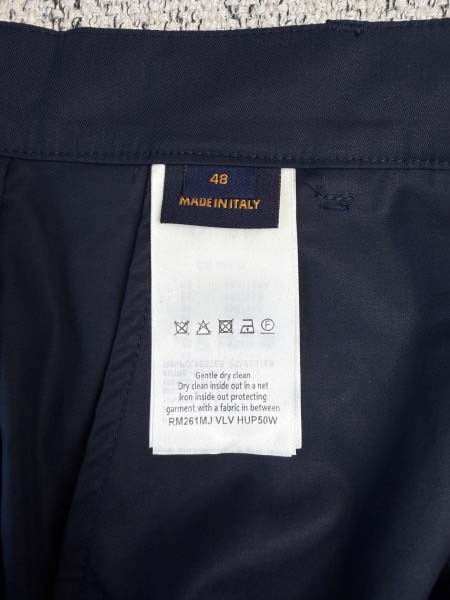 48
MADE IN ITALY
Gentle dry clean
Dry clean inside out in a net
Iron inside out protecting
garment with a fabric in between
RM261MJ VLV HUP50W